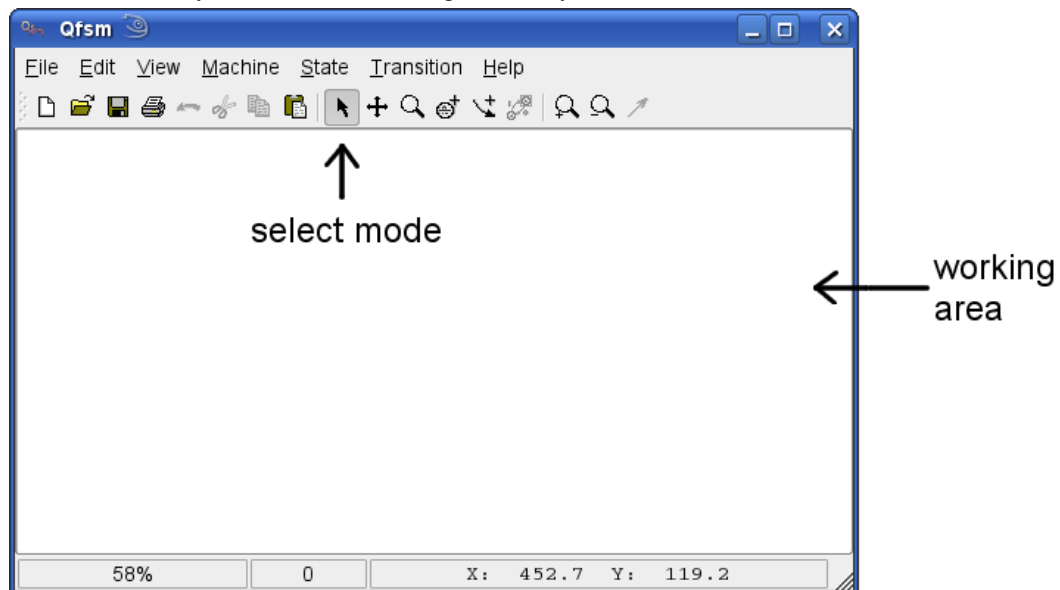 Qfsm
File Edit View Machine State Transition Help
select mode
working
area
58% 0 X: 452.7 Y: 119.2